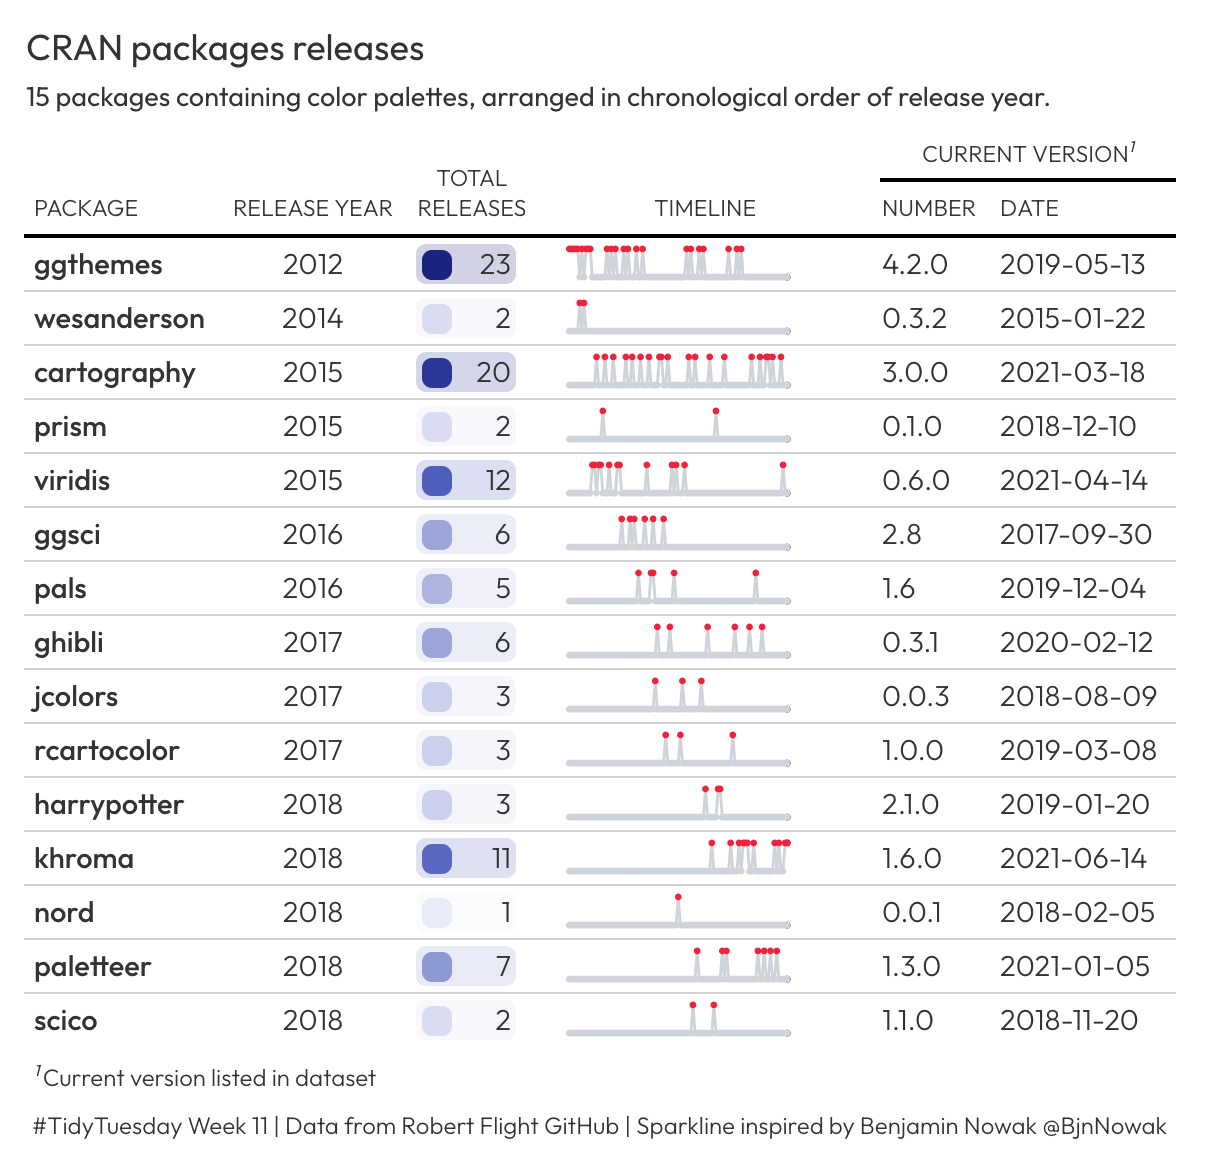 CRAN packages releases
15 packages containing color palettes, arranged in chronological order of release year.
CURRENT VERSION¹
TOTAL
PACKAGE RELEASE YEAR RELEASES TIMELINE NUMBER DATE
ggthemes 2012 23 4.2.0 2019-05-13
wesanderson 2014 2 0.3.2 2015-01-22
cartography 2015 20 3.0.0 2021-03-18
prism 2015 2 0.1.0 2018-12-10
viridis 2015 12 0.6.0 2021-04-14
ggsci 2016 6 2.8 2017-09-30
pals 2016 5 1.6 2019-12-04
ghibli 2017 6 0.3.1 2020-02-12
jcolors 2017 3 0.0.3 2018-08-09
rcartocolor 2017 3 1.0.0 2019-03-08
harrypotter 2018 3 2.1.0 2019-01-20
khroma 2018 11 1.6.0 2021-06-14
nord 2018 1 0.0.1 2018-02-05
paletteer 2018 7 1.3.0 2021-01-05
scico 2018 2 1.1.0 2018-11-20
¹Current version listed in dataset
#TidyTuesday Week 11 | Data from Robert Flight GitHub | Sparkline inspired by Benjamin Nowak @BjnNowak